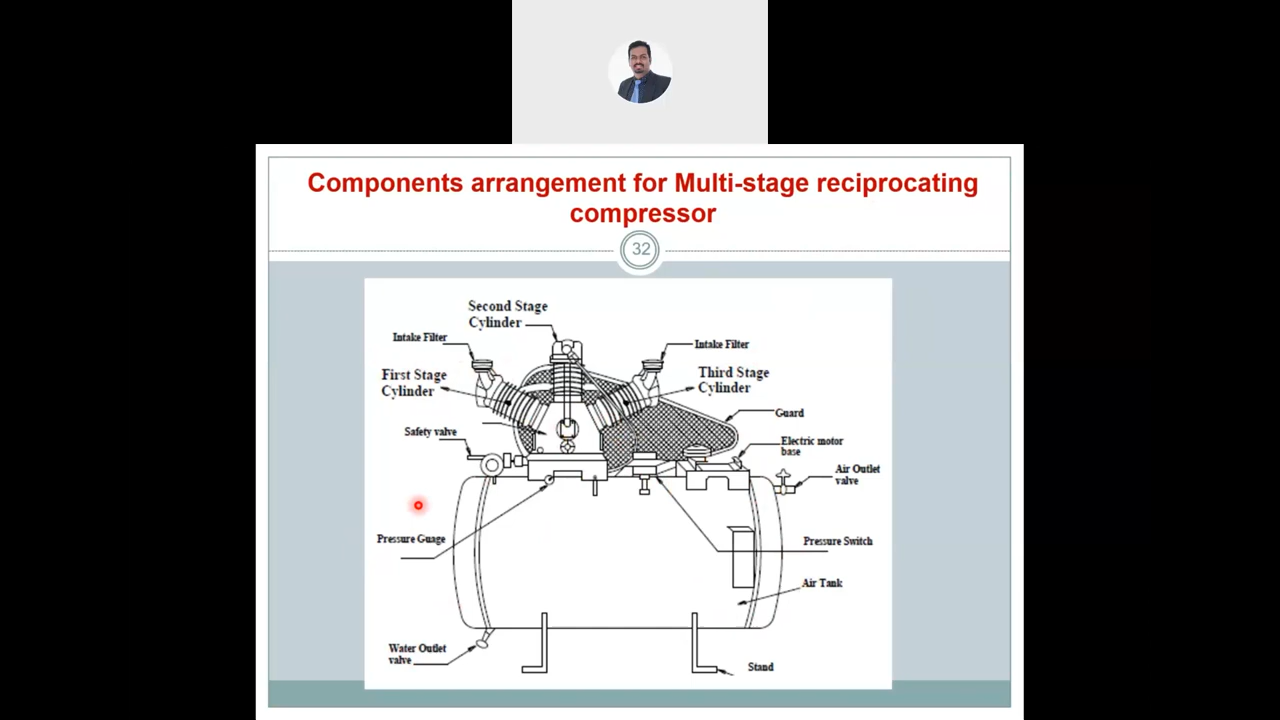 Components arrangement for Multi-stage reciprocating
compressor
32
Second Stage
Cylinder
Intake Filter
Intake Filter
First Stage
Cylinder
Third Stage
Cylinder
Guard
Safety valve
Electric motor
base
Air Outlet
valve
Pressure Guage
Pressure Switch
Air Tank
Water Outlet
valve
Stand